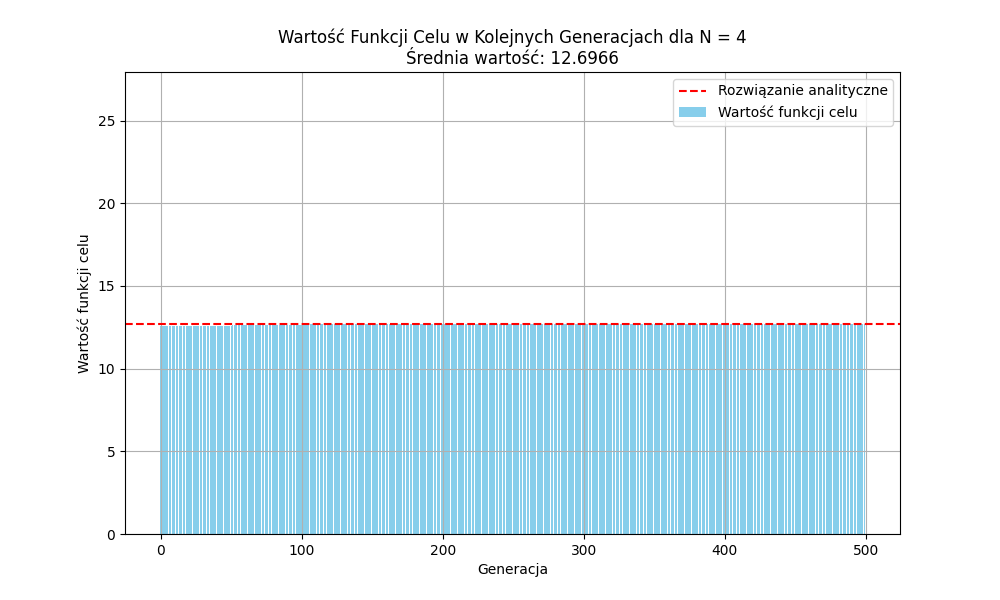 Wartość Funkcji Celu w Kolejnych Generacjach dla N = 4
Średnia wartość: 12.6966
Rozwiązanie analityczne
Wartość funkcji celu
25
20
15
10
5
0
Wartość funkcji celu
0 100 200 300 400 500
Generacja